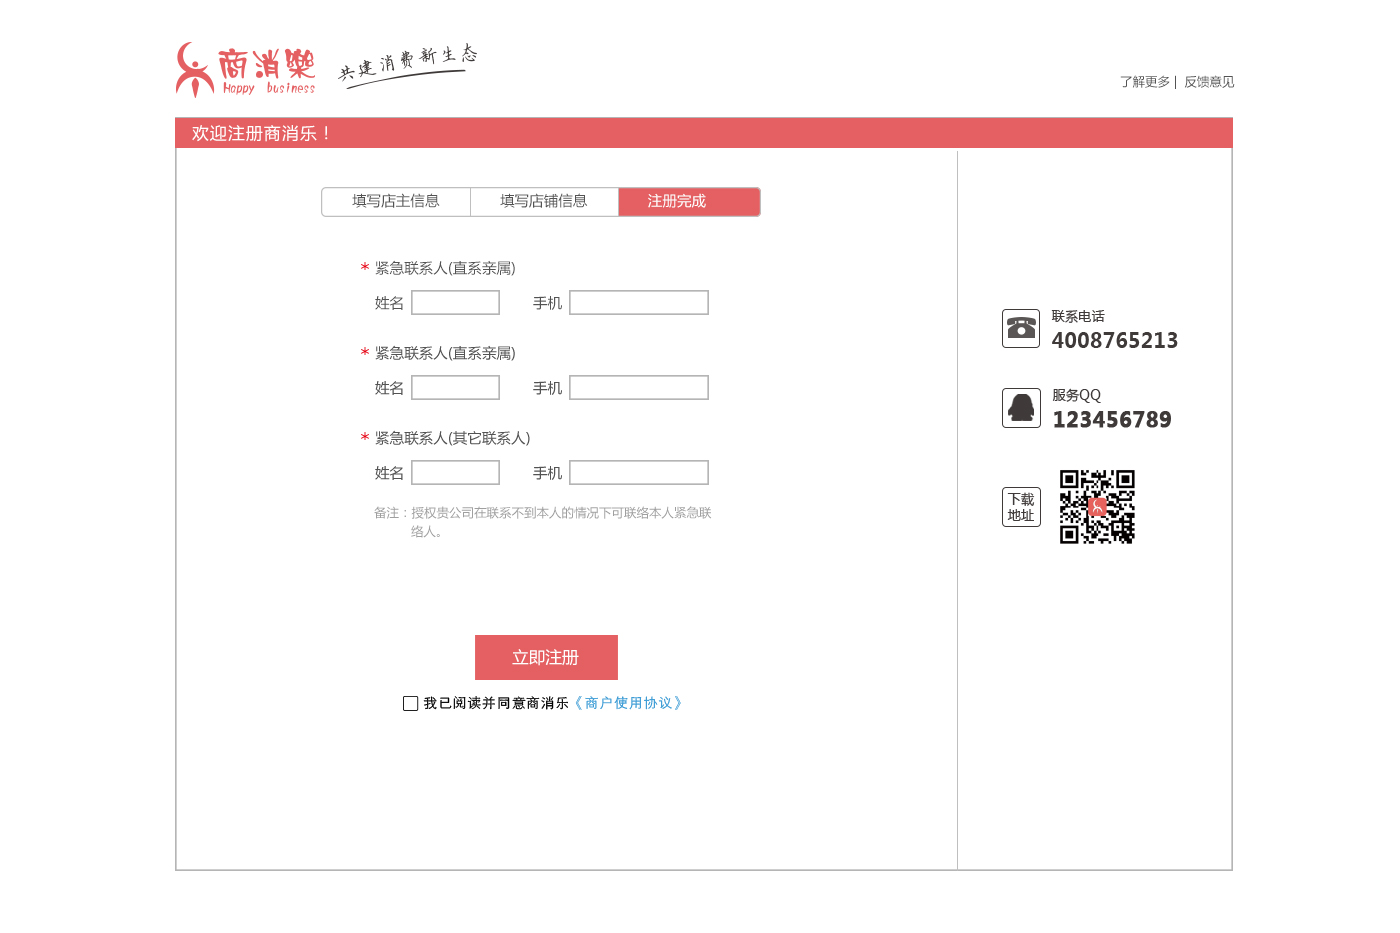 商消樂
Happy business
共建消费新生态
了解更多 | 反馈意见
欢迎注册商消乐！
填写店主信息 填写店铺信息 注册完成
* 紧急联系人(直系亲属)
姓名 手机
* 紧急联系人(直系亲属)
姓名 手机
* 紧急联系人(其它联系人)
姓名 手机
备注：授权贵公司在联系不到本人的情况下可联络本人紧急联
络人。
立即注册
我已阅读并同意商消乐《商户使用协议》
联系电话
4008765213
服务QQ
123456789
下载
地址